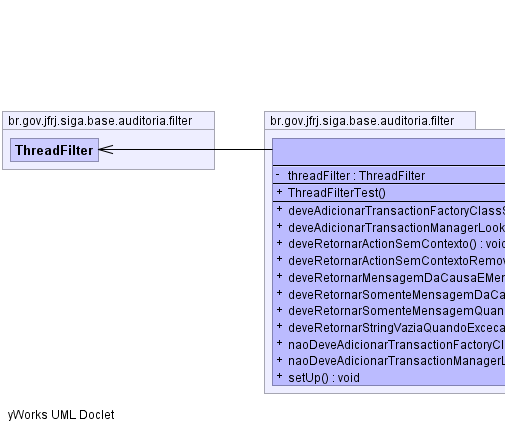 br.gov.jfrj.siga.base.auditoria.filter
ThreadFilter
br.gov.jfrj.siga.base.auditoria.filter
- threadFilter : ThreadFilter
+ ThreadFilterTest()
+ deveAdicionarTransactionFactoryClass
+ deveAdicionarTransactionManagerLook
+ deveRetornarActionSemContexto() : void
+ deveRetornarActionSemContextoRemov
+ deveRetornarMensagemDaCausaEMen
+ deveRetornarSomenteMensagemDaCa
+ deveRetornarSomenteMensagemQuan
+ deveRetornarStringVaziaQuandoExceca
+ naoDeveAdicionarTransactionFactoryCl
+ naoDeveAdicionarTransactionManagerL
+ setUp() : void
yWorks UML Doclet